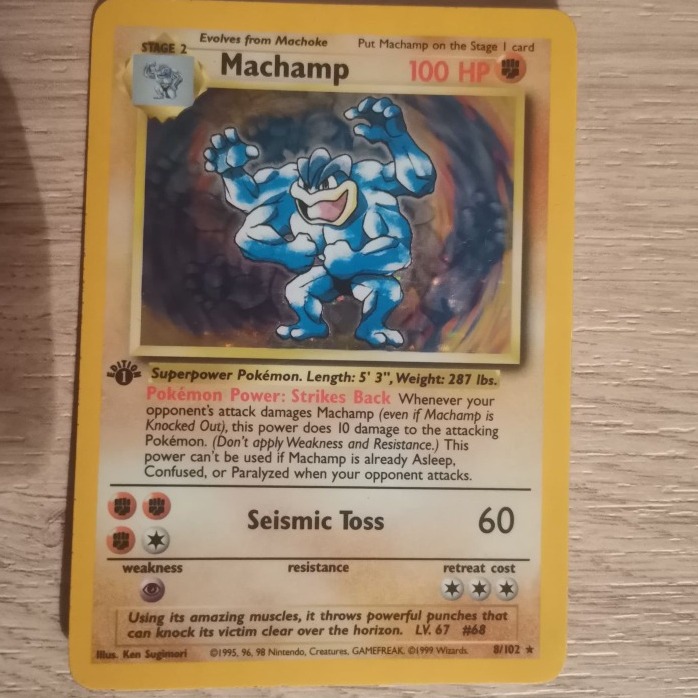 Evolves from Machoke Put Machamp on the Stage 1 card
STAGE 2
Machamp 100 HP
EDITION 1
Superpower Pokémon. Length: 5' 3", Weight: 287 lbs.
Pokémon Power: Strikes Back Whenever your
opponent's attack damages Machamp (even if Machamp is
Knocked Out), this power does 10 damage to the attacking
Pokémon. (Don't apply Weakness and Resistance.) This
power can't be used if Machamp is already Asleep,
Confused, or Paralyzed when your opponent attacks.
Seismic Toss 60
weakness resistance retreat cost
Using its amazing muscles, it throws powerful punches that
can knock its victim clear over the horizon. LV. 67 #68
Illus. Ken Sugimori ©1995, 96, 98 Nintendo, Creatures, GAMEFREAK. ©1999 Wizards. 8/102 ★